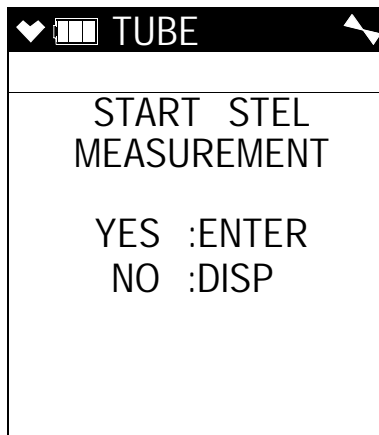 TUBE
START STEL
MEASUREMENT
YES :ENTER
NO :DISP